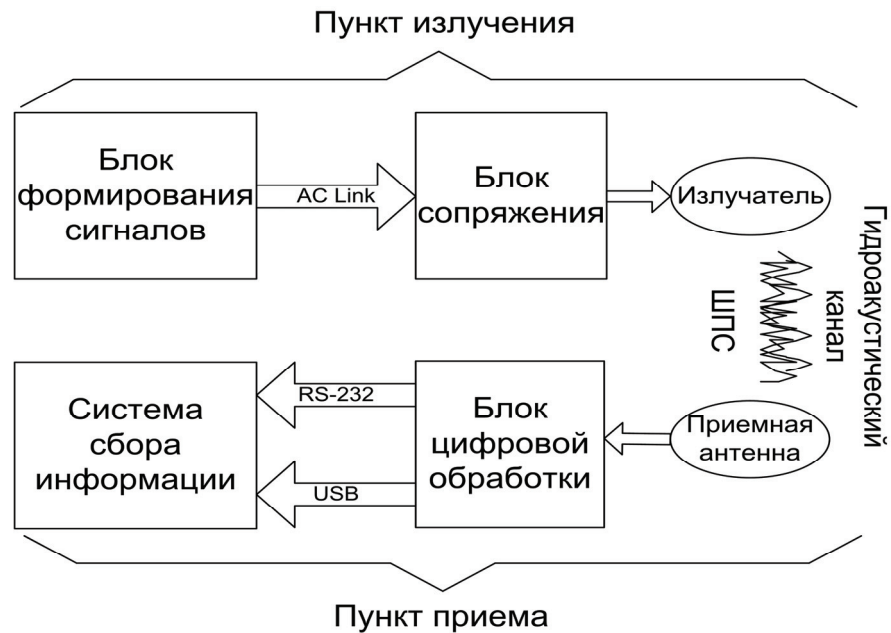 Пункт излучения
Блок
формирования
сигналов
AC Link
Блок
сопряжения
Излучатель
Гидроакустический
канал
ШПС
Система
сбора
информации
RS-232
USB
Блок
цифровой
обработки
Приемная
антенна
Пункт приема